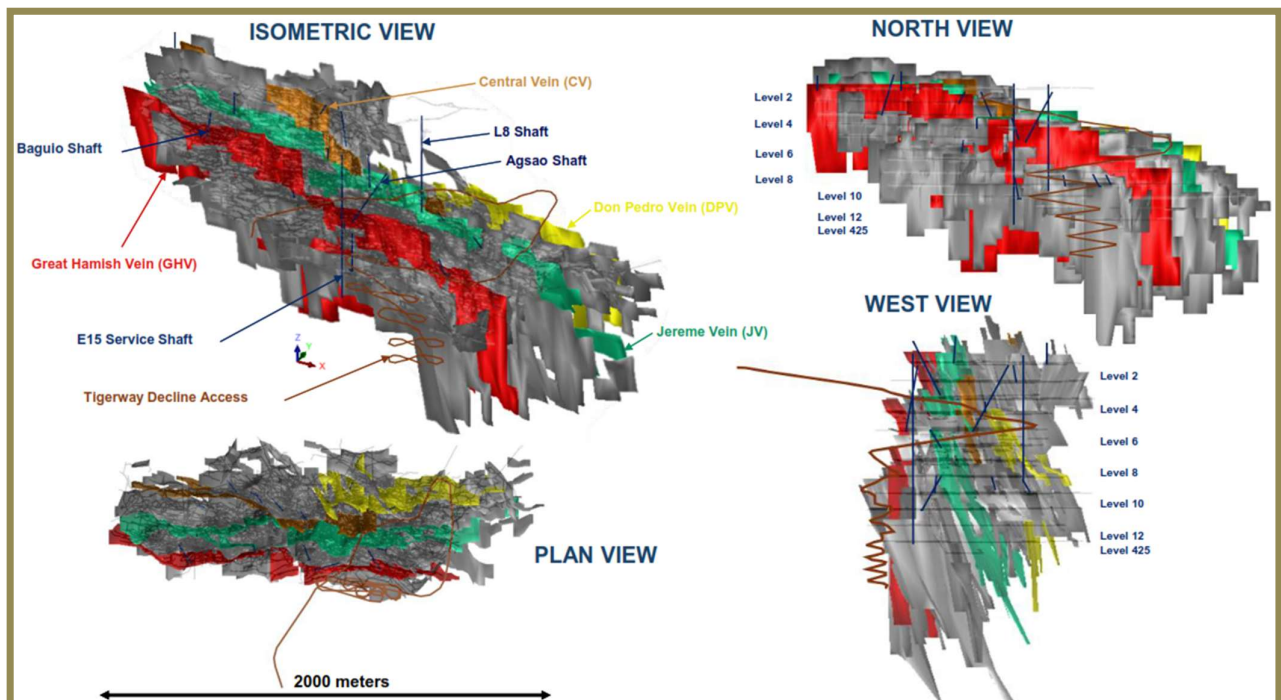 ISOMETRIC VIEW
Central Vein (CV)
L8 Shaft
Baguio Shaft
Agsao Shaft
Don Pedro Vein (DPV)
Great Hamish Vein (GHV)
E15 Service Shaft
Jereme Vein (JV)
Z
Y
X
Tigerway Decline Access
NORTH VIEW
Level 2
Level 4
Level 6
Level 8
Level 10
Level 12
Level 425
WEST VIEW
Level 2
Level 4
Level 6
Level 8
Level 10
Level 12
Level 425
PLAN VIEW
2000 meters